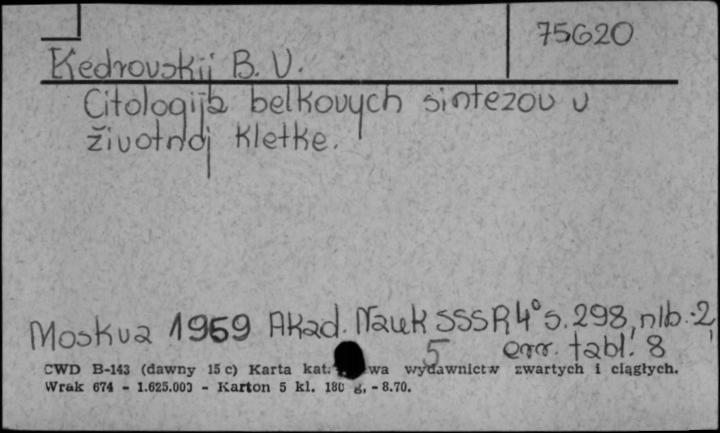 75620
Kedrovskij B. V.
Citologija belkovych sintezov v
životnoj kletke.
Moskva 1959 Akad. Nauk SSSR 4° s. 298, nlb. 2,
err. tabl. 8
5
CWD B-143 (dawny 15 c) Karta kat. wa wydawnictw zwartych i ciągłych.
Wrak 674 - 1.625.000 - Karton 5 kl. 180 g. - 8.70.